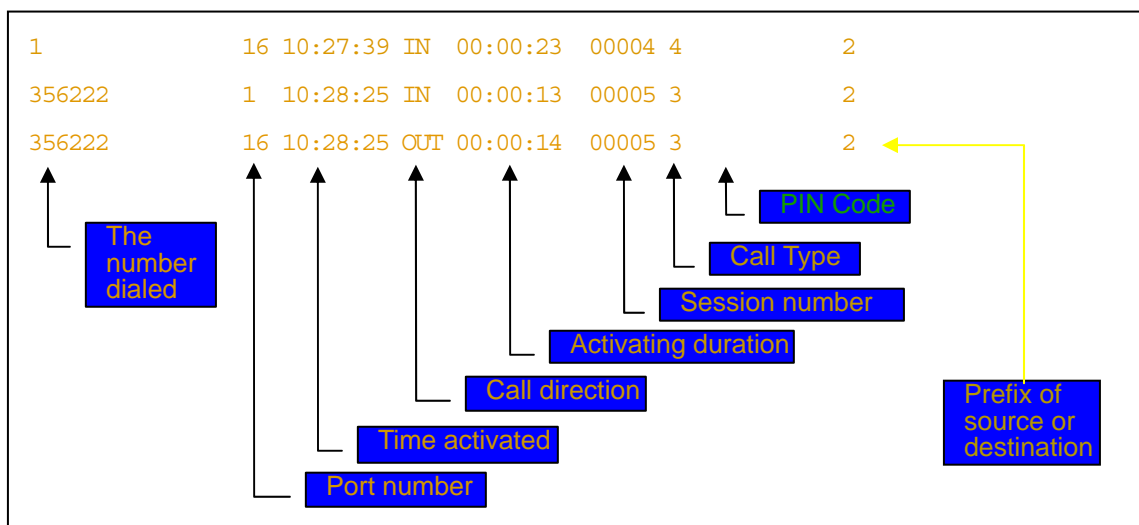 1 16 10:27:39 IN 00:00:23 00004 4 2
356222 1 10:28:25 IN 00:00:13 00005 3 2
356222 16 10:28:25 OUT 00:00:14 00005 3 2
PIN Code
The
number
dialed
Call Type
Session number
Activating duration
Call direction
Prefix of
source or
destination
Time activated
Port number